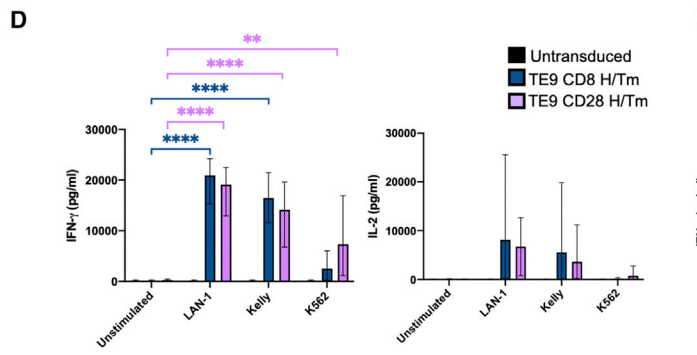 D
**
****
****
****
****
Untransduced
TE9 CD8 H/Tm
TE9 CD28 H/Tm
IFN-γ (pg/ml)
30000
20000
10000
0
Unstimulated
LAN-1
Kelly
K562
IL-2 (pg/ml)
30000
20000
10000
0
Unstimulated
LAN-1
Kelly
K562